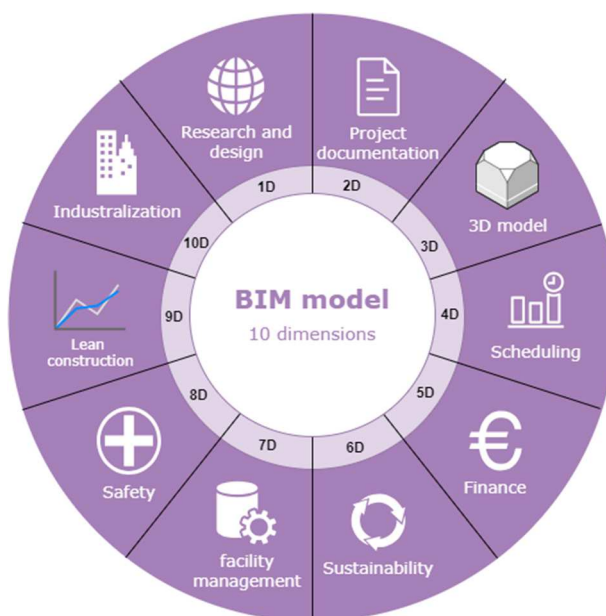 Research and
design
1D
Project
documentation
2D
3D model
3D
Scheduling
4D
€
Finance
5D
Sustainability
6D
facility
management
7D
Safety
8D
Lean
construction
9D
Industralization
10D
BIM model
10 dimensions